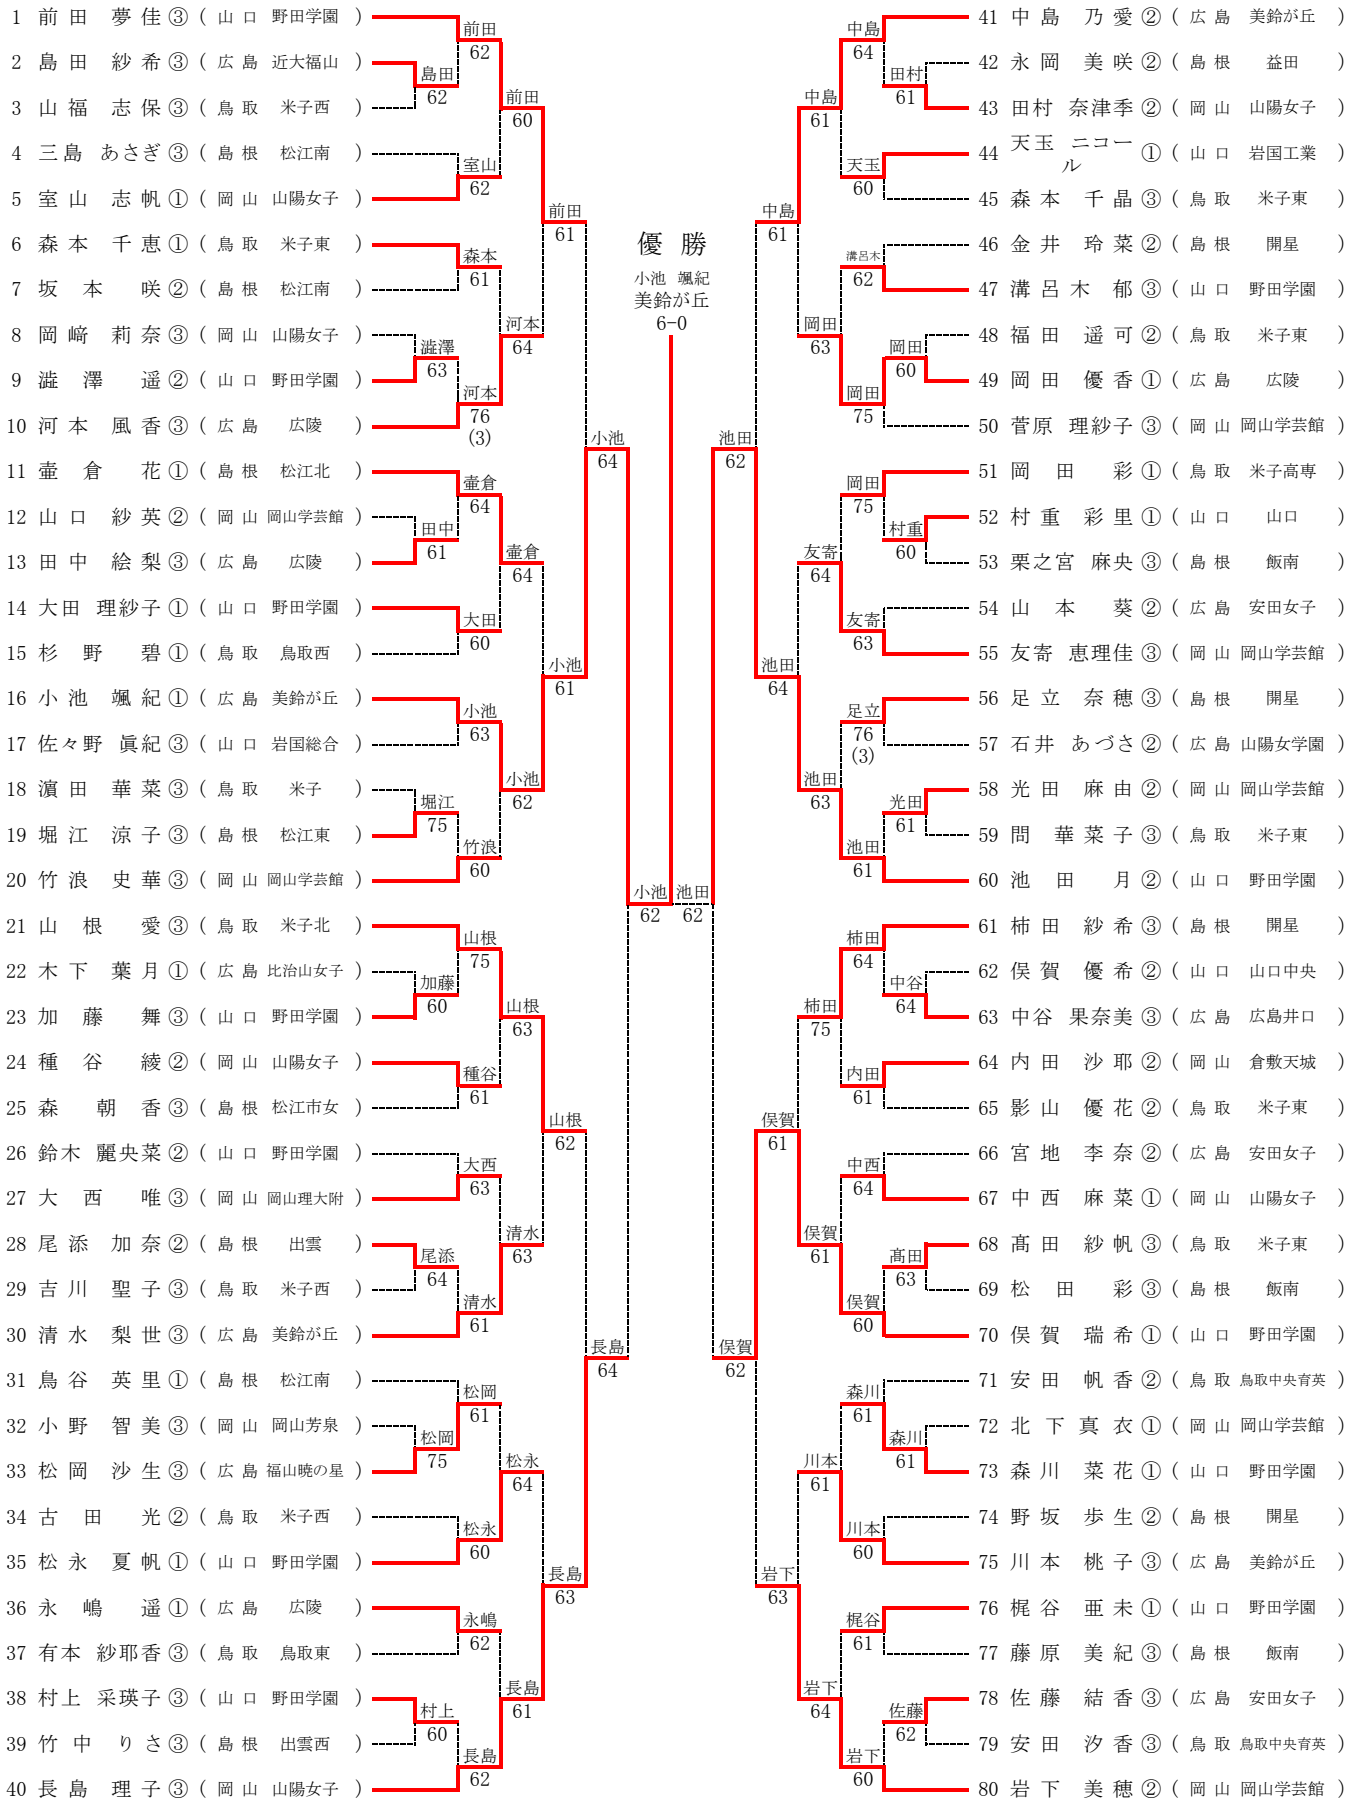 1 前田 夢佳 ③ ( 山口 野田学園 )
2 島田 紗希 ③ ( 広島 近大福山 )
3 山福 志保 ③ ( 鳥取 米子西 )
4 三島 あさぎ ③ ( 島根 松江南 )
5 室山 志帆 ① ( 岡山 山陽女子 )
6 森本 千恵 ① ( 鳥取 米子東 )
7 坂本 咲 ② ( 島根 松江南 )
8 岡﨑 莉奈 ③ ( 岡山 山陽女子 )
9 澁澤 遥 ② ( 山口 野田学園 )
10 河本 風香 ③ ( 広島 広陵 )
11 壷倉 花 ① ( 島根 松江北 )
12 山口 紗英 ② ( 岡山 岡山学芸館 )
13 田中 絵梨 ③ ( 広島 広陵 )
14 大田 理紗子 ① ( 山口 野田学園 )
15 杉野 碧 ① ( 鳥取 鳥取西 )
16 小池 颯紀 ① ( 広島 美鈴が丘 )
17 佐々野 眞紀 ③ ( 山口 岩国総合 )
18 濵田 華菜 ③ ( 鳥取 米子 )
19 堀江 涼子 ③ ( 島根 松江東 )
20 竹浪 史華 ③ ( 岡山 岡山学芸館 )
21 山根 愛 ③ ( 鳥取 米子北 )
22 木下 葉月 ① ( 広島 比治山女子 )
23 加藤 舞 ③ ( 山口 野田学園 )
24 種谷 綾 ② ( 岡山 山陽女子 )
25 森 朝香 ③ ( 島根 松江市女 )
26 鈴木 麗央菜 ② ( 山口 野田学園 )
27 大西 唯 ③ ( 岡山 岡山理大附 )
28 尾添 加奈 ② ( 島根 出雲 )
29 吉川 聖子 ③ ( 鳥取 米子西 )
30 清水 梨世 ③ ( 広島 美鈴が丘 )
31 鳥谷 英里 ① ( 島根 松江南 )
32 小野 智美 ③ ( 岡山 岡山芳泉 )
33 松岡 沙生 ③ ( 広島 福山暁の星 )
34 古田 光 ② ( 鳥取 米子西 )
35 松永 夏帆 ① ( 山口 野田学園 )
36 永嶋 遥 ① ( 広島 広陵 )
37 有本 紗耶香 ③ ( 鳥取 鳥取東 )
38 村上 采瑛子 ③ ( 山口 野田学園 )
39 竹中 りさ ③ ( 島根 出雲西 )
40 長島 理子 ③ ( 岡山 山陽女子 )
島田 62
澁澤 63
田中 61
堀江 75
加藤 60
尾添 64
松岡 75
村上 60
前田 62
室山 62
森本 61
河本 76 (3)
壷倉 64
大田 60
小池 63
竹浪 60
山根 75
種谷 61
大西 63
清水 61
松岡 61
松永 60
永嶋 62
長島 62
前田 60
河本 64
壷倉 64
小池 62
山根 63
清水 63
松永 64
長島 61
前田 61
小池 61
山根 62
長島 63
小池 64
長島 64
小池 62
優勝
小池 颯紀
美鈴が丘
6-0
池田 62
池田 62
俣賀 62
中島 61
池田 64
俣賀 61
岩下 63
中島 61
岡田 63
友寄 64
池田 63
柿田 75
俣賀 61
川本 61
岩下 64
中島 64
天玉 60
溝呂木 62
岡田 75
岡田 75
友寄 63
足立 76 (3)
池田 61
柿田 64
内田 61
中西 64
俣賀 60
森川 61
川本 60
梶谷 61
岩下 60
田村 61
岡田 60
村重 60
光田 61
中谷 64
髙田 63
森川 61
佐藤 62
41 中島 乃愛 ② ( 広島 美鈴が丘 )
42 永岡 美咲 ② ( 島根 益田 )
43 田村 奈津季 ② ( 岡山 山陽女子 )
44 天玉 ニコール ① ( 山口 岩国工業 )
45 森本 千晶 ③ ( 鳥取 米子東 )
46 金井 玲菜 ② ( 島根 開星 )
47 溝呂木 郁 ③ ( 山口 野田学園 )
48 福田 遥可 ② ( 鳥取 米子東 )
49 岡田 優香 ① ( 広島 広陵 )
50 菅原 理紗子 ③ ( 岡山 岡山学芸館 )
51 岡田 彩 ① ( 鳥取 米子高専 )
52 村重 彩里 ① ( 山口 山口 )
53 栗之宮 麻央 ③ ( 島根 飯南 )
54 山本 葵 ② ( 広島 安田女子 )
55 友寄 恵理佳 ③ ( 岡山 岡山学芸館 )
56 足立 奈穂 ③ ( 島根 開星 )
57 石井 あづさ ② ( 広島 山陽女学園 )
58 光田 麻由 ② ( 岡山 岡山学芸館 )
59 問 華菜子 ③ ( 鳥取 米子東 )
60 池田 月 ② ( 山口 野田学園 )
61 柿田 紗希 ③ ( 島根 開星 )
62 俣賀 優希 ② ( 山口 山口中央 )
63 中谷 果奈美 ③ ( 広島 広島井口 )
64 内田 沙耶 ② ( 岡山 倉敷天城 )
65 影山 優花 ② ( 鳥取 米子東 )
66 宮地 李奈 ② ( 広島 安田女子 )
67 中西 麻菜 ① ( 岡山 山陽女子 )
68 髙田 紗帆 ③ ( 鳥取 米子東 )
69 松田 彩 ③ ( 島根 飯南 )
70 俣賀 瑞希 ① ( 山口 野田学園 )
71 安田 帆香 ② ( 鳥取 鳥取中央育英 )
72 北下 真衣 ① ( 岡山 岡山学芸館 )
73 森川 菜花 ① ( 山口 野田学園 )
74 野坂 歩生 ② ( 島根 開星 )
75 川本 桃子 ③ ( 広島 美鈴が丘 )
76 梶谷 亜未 ① ( 山口 野田学園 )
77 藤原 美紀 ③ ( 島根 飯南 )
78 佐藤 結香 ③ ( 広島 安田女子 )
79 安田 汐香 ③ ( 鳥取 鳥取中央育英 )
80 岩下 美穂 ② ( 岡山 岡山学芸館 )